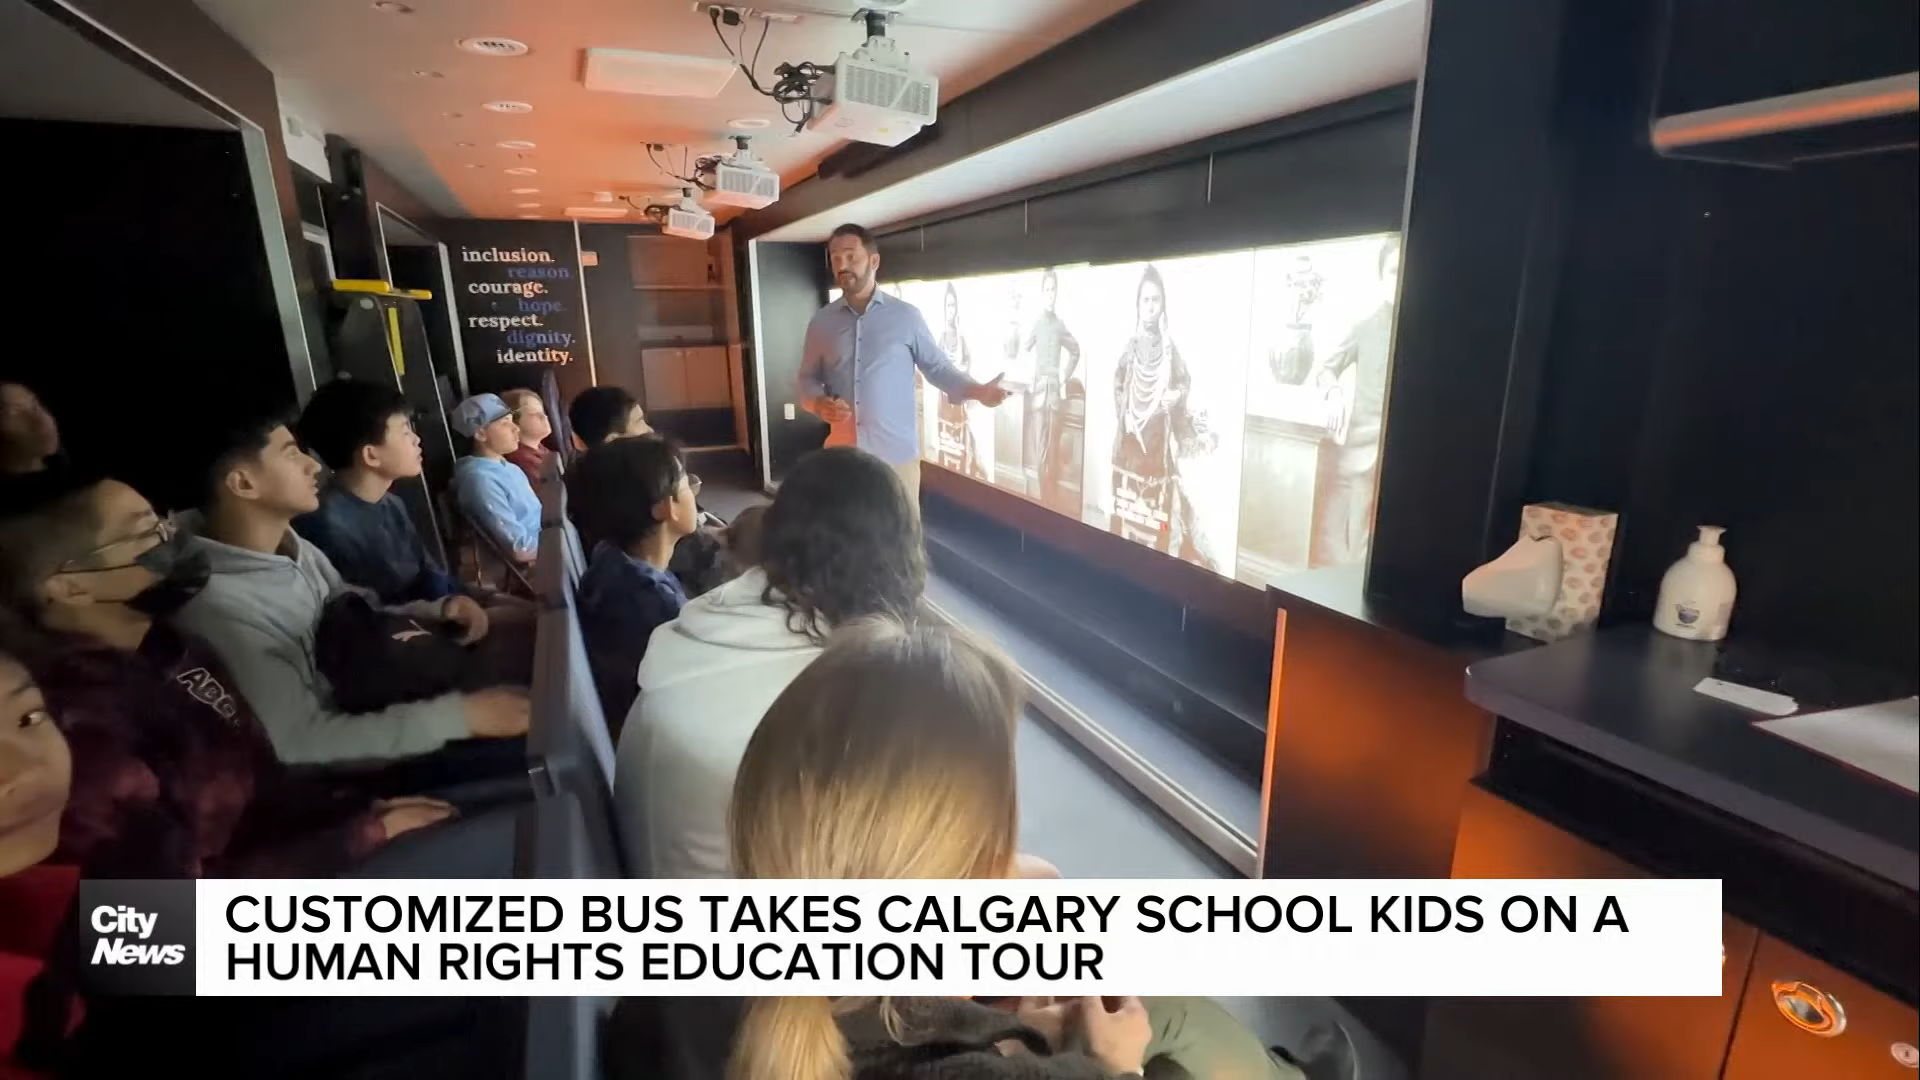 inclusion.
reason.
courage.
hope.
respect.
dignity.
identity.
ABC.
City
News
CUSTOMIZED BUS TAKES CALGARY SCHOOL KIDS ON A
HUMAN RIGHTS EDUCATION TOUR